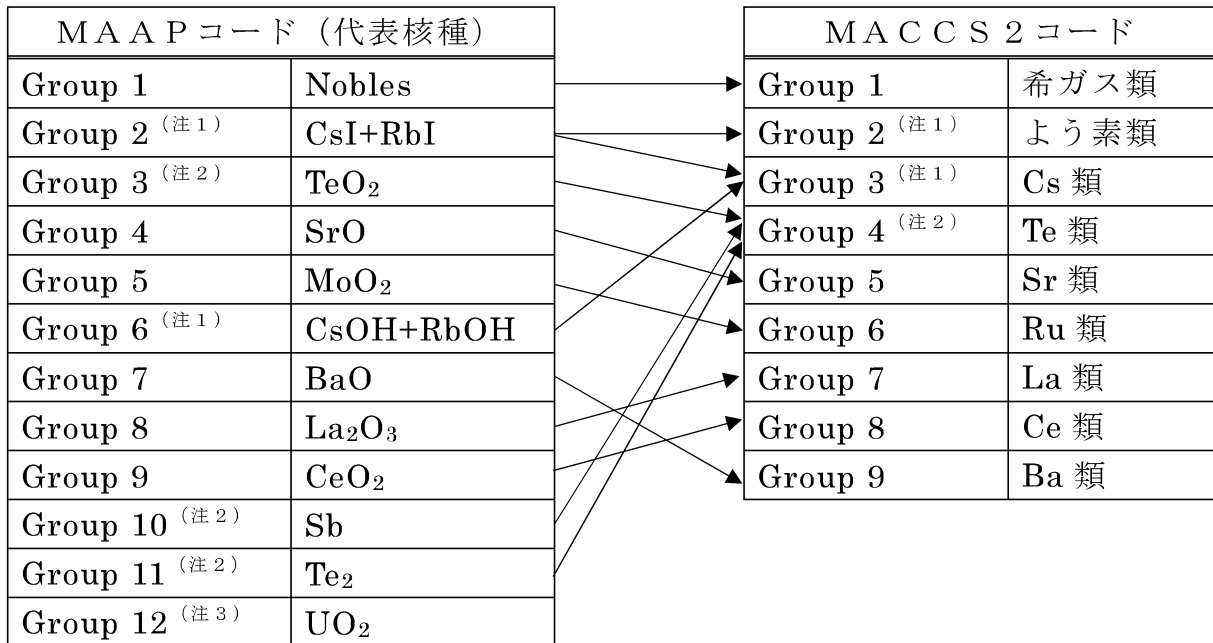 ＭＡＡＰコード（代表核種）
Group 1 Nobles
Group 2 (注1) CsI+RbI
Group 3 (注2) TeO₂
Group 4 SrO
Group 5 MoO₂
Group 6 (注1) CsOH+RbOH
Group 7 BaO
Group 8 La₂O₃
Group 9 CeO₂
Group 10 (注2) Sb
Group 11 (注2) Te₂
Group 12 (注3) UO₂
ＭＡＣＣＳ２コード
Group 1 希ガス類
Group 2 (注1) よう素類
Group 3 (注1) Cs 類
Group 4 (注2) Te 類
Group 5 Sr 類
Group 6 Ru 類
Group 7 La 類
Group 8 Ce 類
Group 9 Ba 類